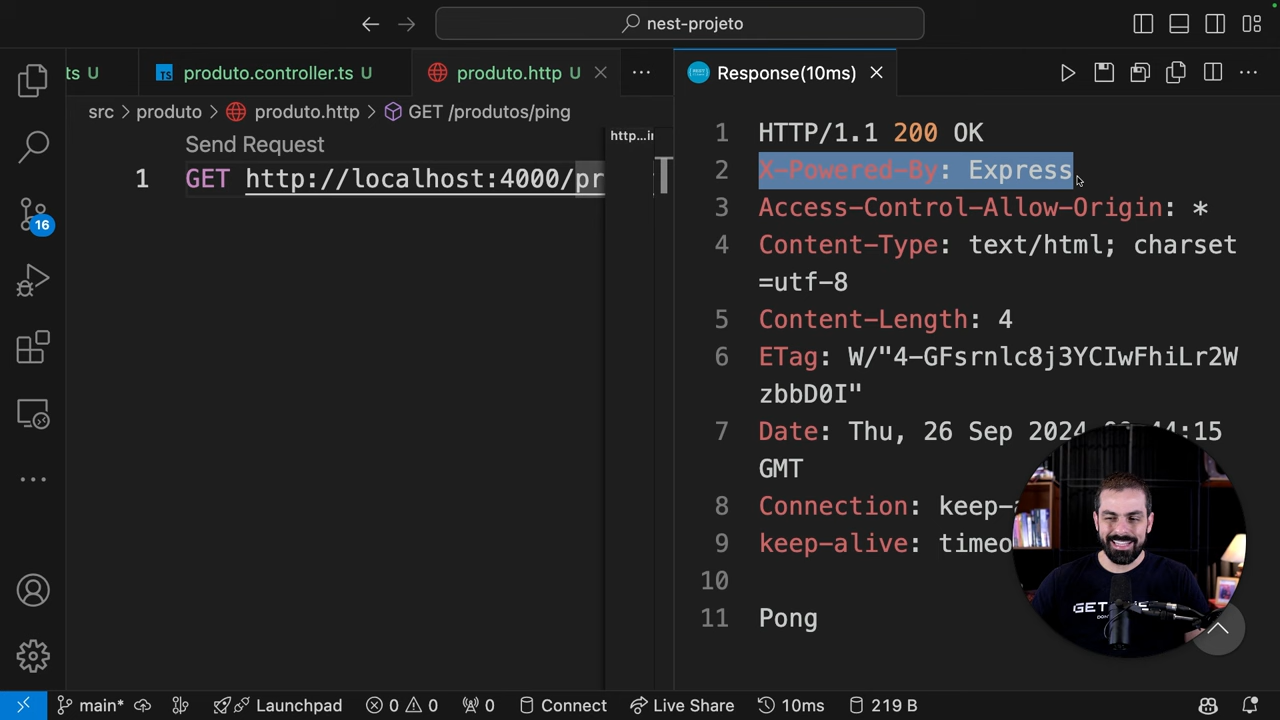 nest-projeto
ts U
TS produto.controller.ts U
produto.http U
Response(10ms)
src > produto > produto.http > GET /produtos/ping
Send Request
http...
1 GET http://localhost:4000/pr
1 HTTP/1.1 200 OK
2 X-Powered-By: Express
3 Access-Control-Allow-Origin: *
4 Content-Type: text/html; charset
=utf-8
5 Content-Length: 4
6 ETag: W/"4-GFsrnlc8j3YCIwFhiLr2W
zbbD0I"
7 Date: Thu, 26 Sep 2024 44:15
GMT
8 Connection: keep-
9 keep-alive: timeo
10
11 Pong
16
main* Launchpad 0 0 0 Connect Live Share 10ms 219 B